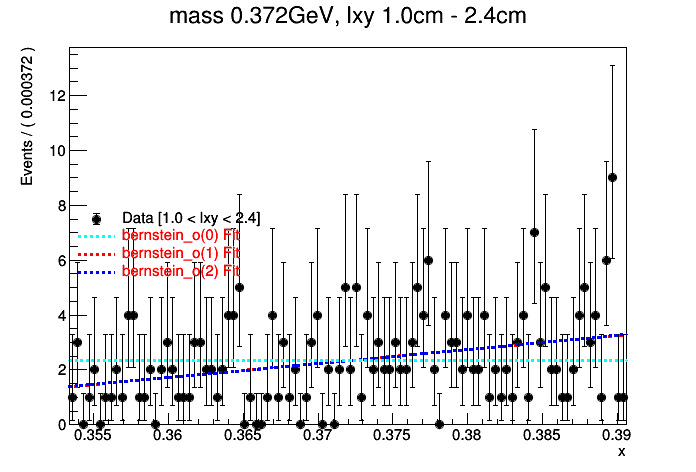 mass 0.372GeV, lxy 1.0cm - 2.4cm
Events / ( 0.000372 )
12
10
8
6
4
2
0
Data [1.0 < lxy < 2.4]
bernstein_o(0) Fit
bernstein_o(1) Fit
bernstein_o(2) Fit
0.355 0.36 0.365 0.37 0.375 0.38 0.385 0.39
x